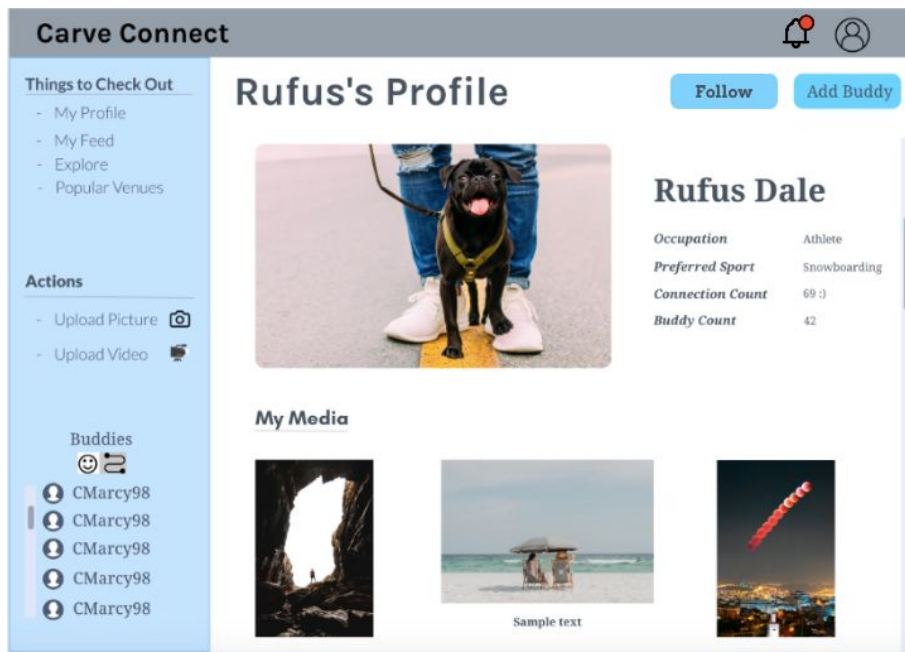 Carve Connect
Things to Check Out
- My Profile
- My Feed
- Explore
- Popular Venues
Actions
- Upload Picture
- Upload Video
Buddies
CMarcy98
CMarcy98
CMarcy98
CMarcy98
CMarcy98
Rufus's Profile
Follow
Add Buddy
Rufus Dale
Occupation Athlete
Preferred Sport Snowboarding
Connection Count 69 :)
Buddy Count 42
My Media
Sample text